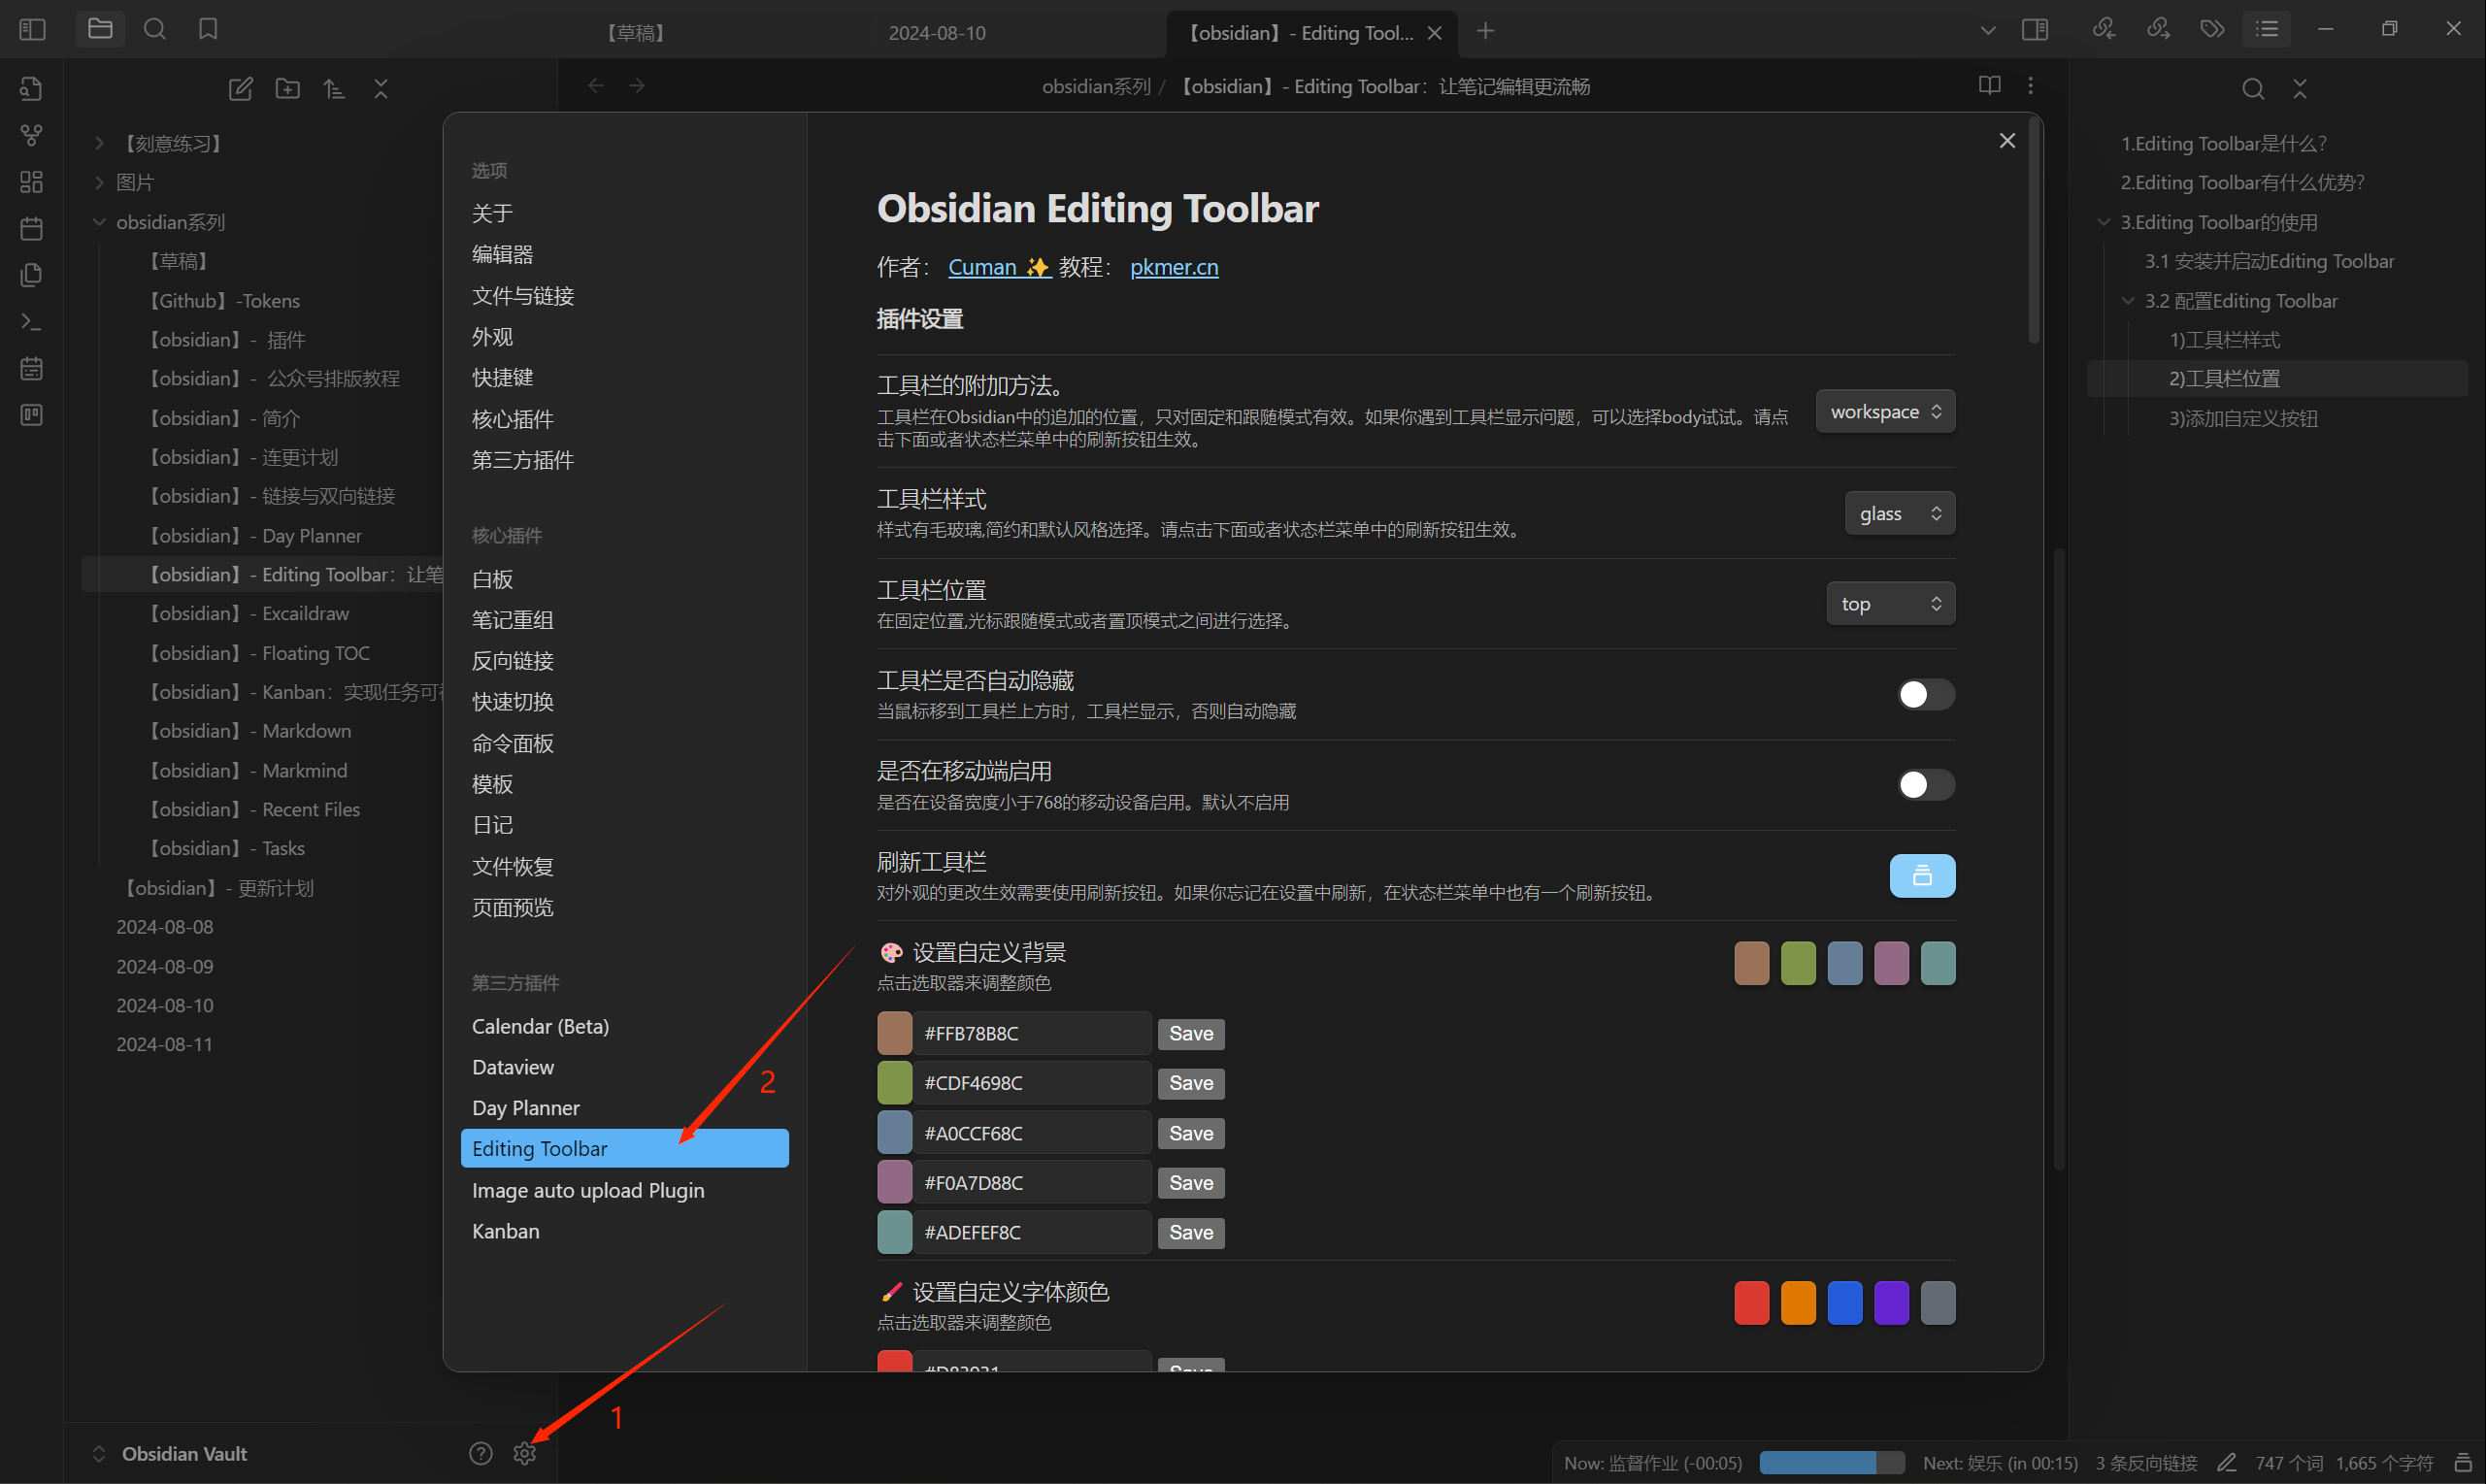 【草稿】
2024-08-10
【obsidian】- Editing Tool...
obsidian系列 / 【obsidian】- Editing Toolbar：让笔记编辑更流畅
【刻意练习】
图片
obsidian系列
【草稿】
【Github】-Tokens
【obsidian】- 插件
【obsidian】- 公众号排版教程
【obsidian】- 简介
【obsidian】- 连更计划
【obsidian】- 链接与双向链接
【obsidian】- Day Planner
【obsidian】- Editing Toolbar：让笔
【obsidian】- Excaildraw
【obsidian】- Floating TOC
【obsidian】- Kanban：实现任务可
【obsidian】- Markdown
【obsidian】- Markmind
【obsidian】- Recent Files
【obsidian】- Tasks
【obsidian】- 更新计划
2024-08-08
2024-08-09
2024-08-10
2024-08-11
Obsidian Vault
选项
关于
编辑器
文件与链接
外观
快捷键
核心插件
第三方插件
核心插件
白板
笔记重组
反向链接
快速切换
命令面板
模板
日记
文件恢复
页面预览
第三方插件
Calendar (Beta)
Dataview
Day Planner
Editing Toolbar
Image auto upload Plugin
Kanban
2
1
Obsidian Editing Toolbar
作者： Cuman ✨ 教程： pkmer.cn
插件设置
工具栏的附加方法。
工具栏在Obsidian中的追加的位置，只对固定和跟随模式有效。如果你遇到工具栏显示问题，可以选择body试试。请点
击下面或者状态栏菜单中的刷新按钮生效。
workspace
工具栏样式
样式有毛玻璃,简约和默认风格选择。请点击下面或者状态栏菜单中的刷新按钮生效。
glass
工具栏位置
在固定位置,光标跟随模式或者置顶模式之间进行选择。
top
工具栏是否自动隐藏
当鼠标移到工具栏上方时，工具栏显示，否则自动隐藏
是否在移动端启用
是否在设备宽度小于768的移动设备启用。默认不启用
刷新工具栏
对外观的更改生效需要使用刷新按钮。如果你忘记在设置中刷新，在状态栏菜单中也有一个刷新按钮。
🎨 设置自定义背景
点击选取器来调整颜色
#FFB78B8C Save
#CDF4698C Save
#A0CCF68C Save
#F0A7D88C Save
#ADEFEF8C Save
🖌️ 设置自定义字体颜色
点击选取器来调整颜色
#D83931 Save
1.Editing Toolbar是什么？
2.Editing Toolbar有什么优势？
3.Editing Toolbar的使用
3.1 安装并启动Editing Toolbar
3.2 配置Editing Toolbar
1)工具栏样式
2)工具栏位置
3)添加自定义按钮
Now: 监督作业 (-00:05) Next: 娱乐 (in 00:15) 3 条反向链接 747 个词 1,665 个字符